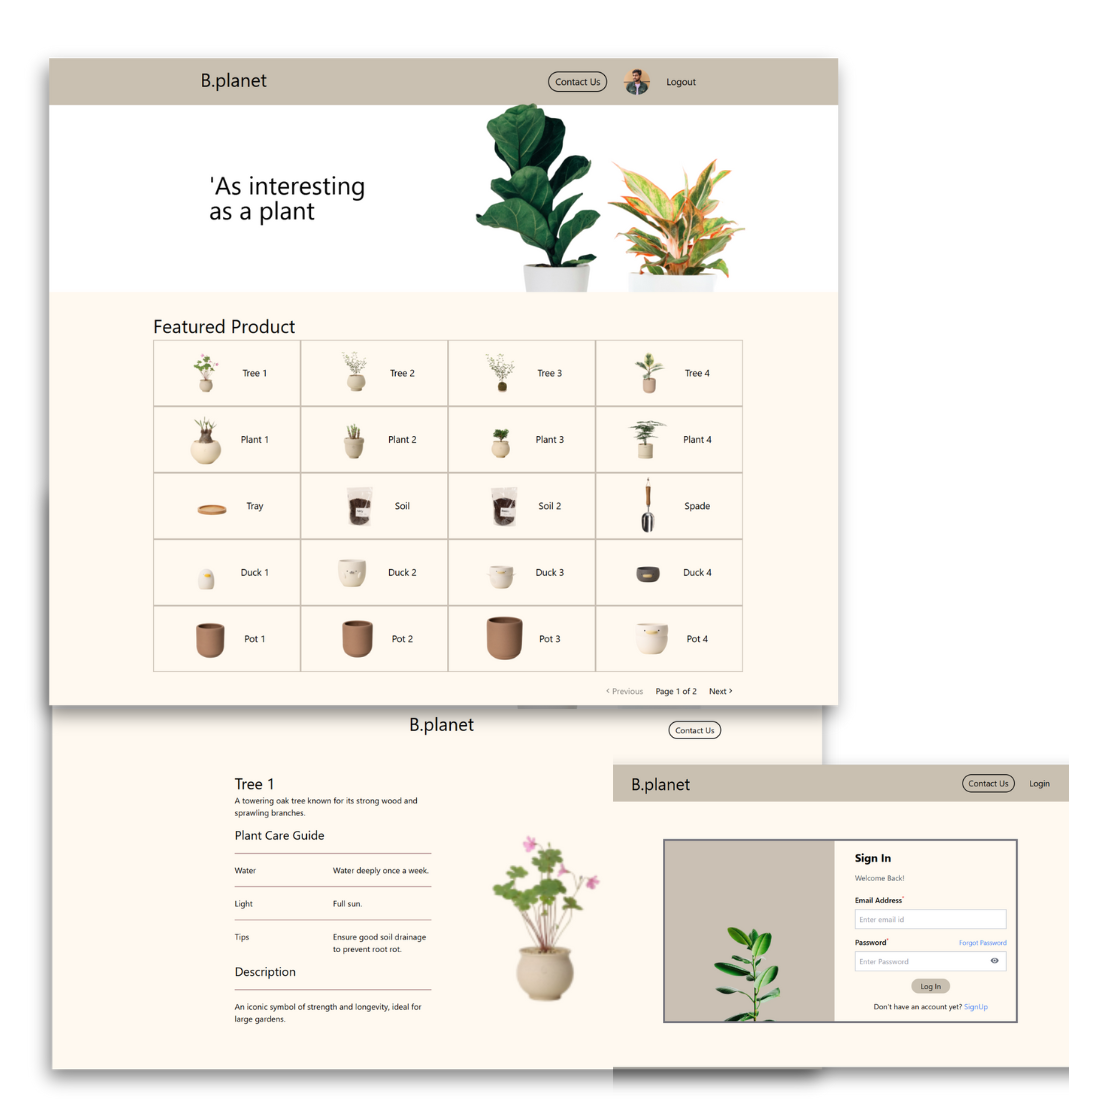 B.planet
Contact Us
Logout
'As interesting
as a plant
Featured Product
Tree 1
Tree 2
Tree 3
Tree 4
Plant 1
Plant 2
Plant 3
Plant 4
Tray
Soil
Soil 2
Spade
Duck 1
Duck 2
Duck 3
Duck 4
Pot 1
Pot 2
Pot 3
Pot 4
‹ Previous Page 1 of 2 Next ›
B.planet
Contact Us
Tree 1
A towering oak tree known for its strong wood and
sprawling branches.
Plant Care Guide
Water Water deeply once a week.
Light Full sun.
Tips Ensure good soil drainage
to prevent root rot.
Description
An iconic symbol of strength and longevity, ideal for
large gardens.
B.planet
Contact Us
Login
Sign In
Welcome Back!
Email Address*
Enter email id
Password*
Forgot Password
Enter Password
Log In
Don't have an account yet? SignUp